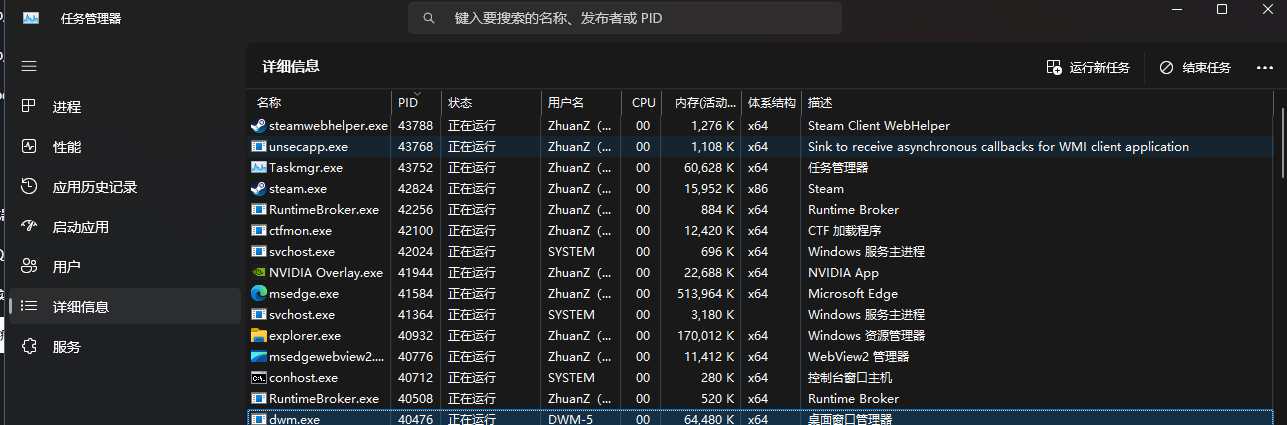 任务管理器
键入要搜索的名称、发布者或 PID
进程
性能
应用历史记录
启动应用
用户
详细信息
服务
详细信息
运行新任务 结束任务
名称 PID 状态 用户名 CPU 内存(活动... 体系结构 描述
steamwebhelper.exe 43788 正在运行 ZhuanZ (... 00 1,276 K x64 Steam Client WebHelper
unsecapp.exe 43768 正在运行 ZhuanZ (... 00 1,108 K x64 Sink to receive asynchronous callbacks for WMI client application
Taskmgr.exe 43752 正在运行 ZhuanZ (... 00 60,628 K x64 任务管理器
steam.exe 42824 正在运行 ZhuanZ (... 00 15,952 K x86 Steam
RuntimeBroker.exe 42256 正在运行 ZhuanZ (... 00 884 K x64 Runtime Broker
ctfmon.exe 42100 正在运行 ZhuanZ (... 00 12,420 K x64 CTF 加载程序
svchost.exe 42024 正在运行 SYSTEM 00 696 K x64 Windows 服务主进程
NVIDIA Overlay.exe 41944 正在运行 ZhuanZ (... 00 22,688 K x64 NVIDIA App
msedge.exe 41584 正在运行 ZhuanZ (... 00 513,964 K x64 Microsoft Edge
svchost.exe 41364 正在运行 SYSTEM 00 3,180 K Windows 服务主进程
explorer.exe 40932 正在运行 ZhuanZ (... 00 170,012 K x64 Windows 资源管理器
msedgewebview2.... 40776 正在运行 ZhuanZ (... 00 11,412 K x64 WebView2 管理器
conhost.exe 40712 正在运行 SYSTEM 00 280 K x64 控制台窗口主机
RuntimeBroker.exe 40508 正在运行 ZhuanZ (... 00 520 K x64 Runtime Broker
dwm.exe 40476 正在运行 DWM-5 00 64,480 K x64 桌面窗口管理器